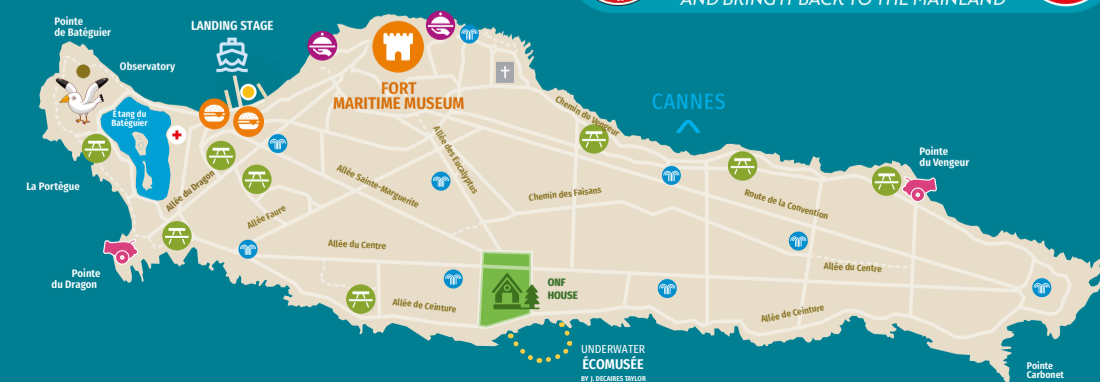 AND BRING IT BACK TO THE MAINLAND
Pointe
de Batéguier
LANDING STAGE
Observatory
FORT
MARITIME MUSEUM
Étang du
Batéguier
CANNES
Chemin du Vengeur
Allée des Eucalyptus
Pointe
du Vengeur
La Portègue
Allée du Dragon
Allée Sainte-Marguerite
Chemin des Faisans
Route de la Convention
Allée Faure
Allée du Centre
Allée du Centre
Pointe
du Dragon
ONF
HOUSE
Allée de Ceinture
Allée de Ceinture
UNDERWATER
ÉCOMUSÉE
BY J. DECAIRES TAYLOR
Pointe
Carbonet